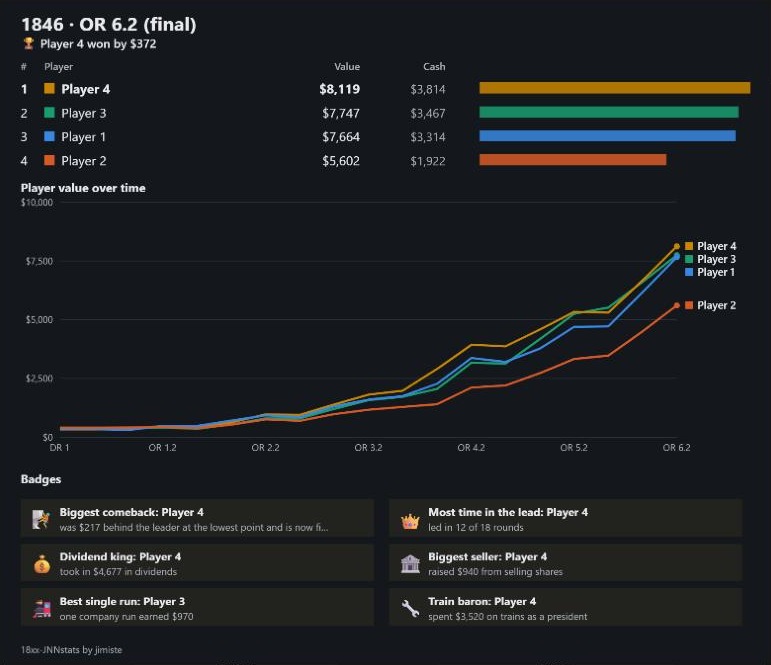 1846 · OR 6.2 (final)
🏆 Player 4 won by $372
# Player Value Cash
1 Player 4 $8,119 $3,814
2 Player 3 $7,747 $3,467
3 Player 1 $7,664 $3,314
4 Player 2 $5,602 $1,922
Player value over time
$10,000
$7,500
$5,000
$2,500
$0
Player 4
Player 3
Player 1
Player 2
DR 1 OR 1.2 OR 2.2 OR 3.2 OR 4.2 OR 5.2 OR 6.2
Badges
Biggest comeback: Player 4
was $217 behind the leader at the lowest point and is now fi...
Most time in the lead: Player 4
led in 12 of 18 rounds
Dividend king: Player 4
took in $4,677 in dividends
Biggest seller: Player 4
raised $940 from selling shares
Best single run: Player 3
one company run earned $970
Train baron: Player 4
spent $3,520 on trains as a president
18xx-JNNstats by jimiste